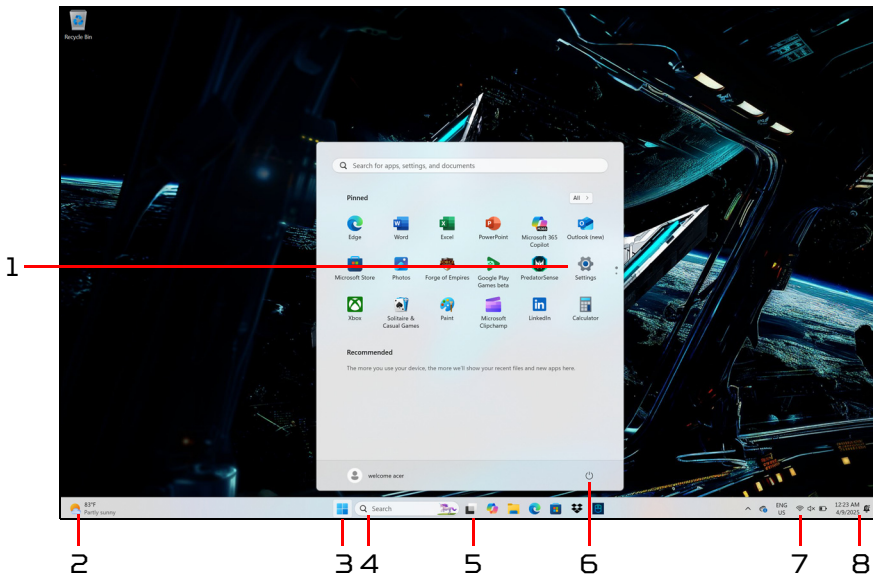 Recycle Bin
Search for apps, settings, and documents
Pinned
All >
Edge
Word
Excel
PowerPoint
Microsoft 365 Copilot
Outlook (new)
1
Microsoft Store
Photos
Forge of Empires
Google Play Games beta
PredatorSense
Settings
Xbox
Solitaire & Casual Games
Paint
Microsoft Clipchamp
LinkedIn
Calculator
Recommended
The more you use your device, the more we'll show your recent files and new apps here.
welcome acer
83°F
Partly sunny
Search
ENG
US
12:23 AM
4/9/2025
2
3
4
5
6
7
8